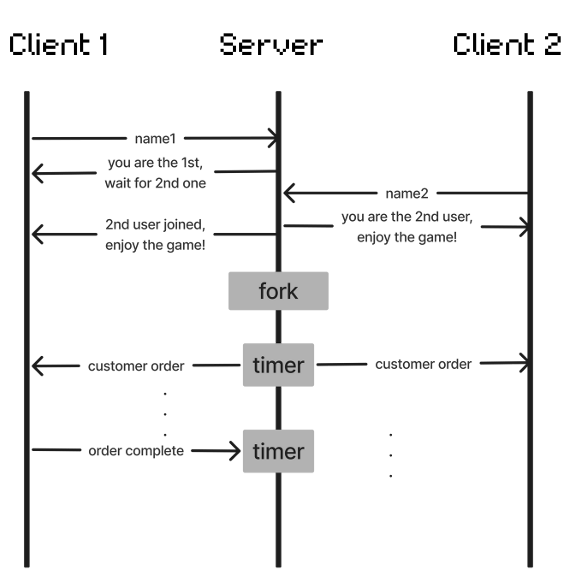 Client 1
Server
Client 2
name1
you are the 1st,
wait for 2nd one
name2
2nd user joined,
enjoy the game!
you are the 2nd user,
enjoy the game!
fork
customer order
timer
customer order
order complete
timer